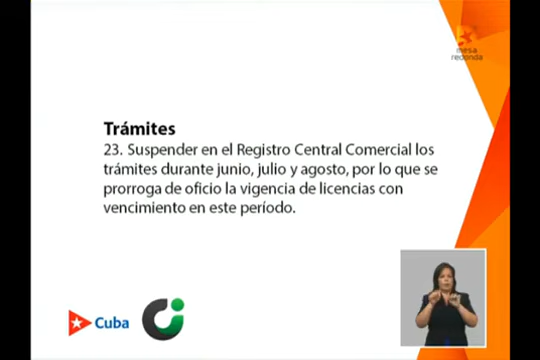 mesa
redonda
Trámites
23. Suspender en el Registro Central Comercial los
trámites durante junio, julio y agosto, por lo que se
prorroga de oficio la vigencia de licencias con
vencimiento en este período.
Cuba